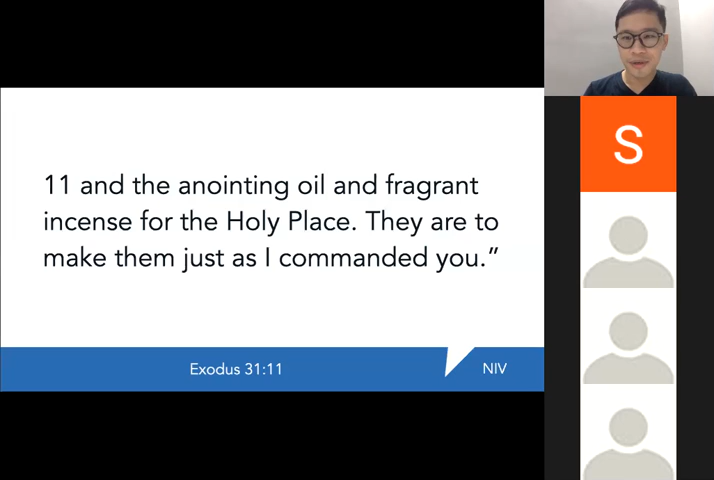 11 and the anointing oil and fragrant
incense for the Holy Place. They are to
make them just as I commanded you.”
Exodus 31:11
NIV
S